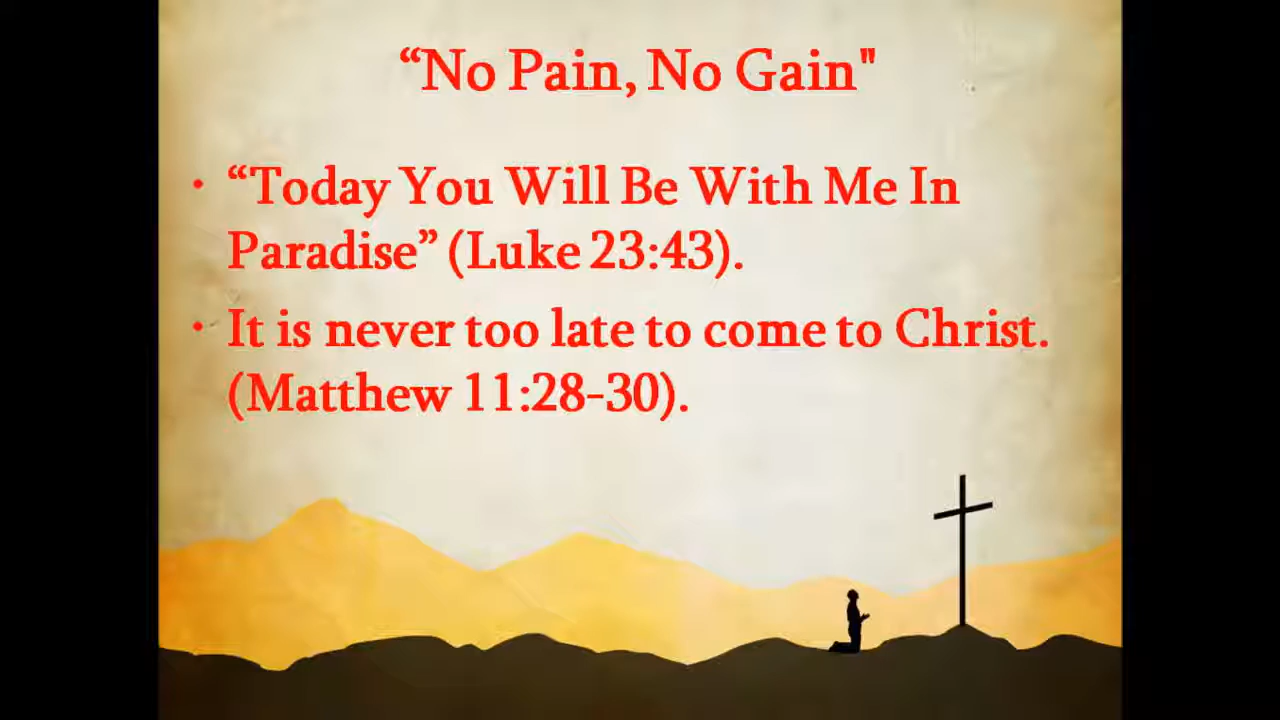 “No Pain, No Gain"
• “Today You Will Be With Me In
Paradise” (Luke 23:43).
• It is never too late to come to Christ.
(Matthew 11:28-30).